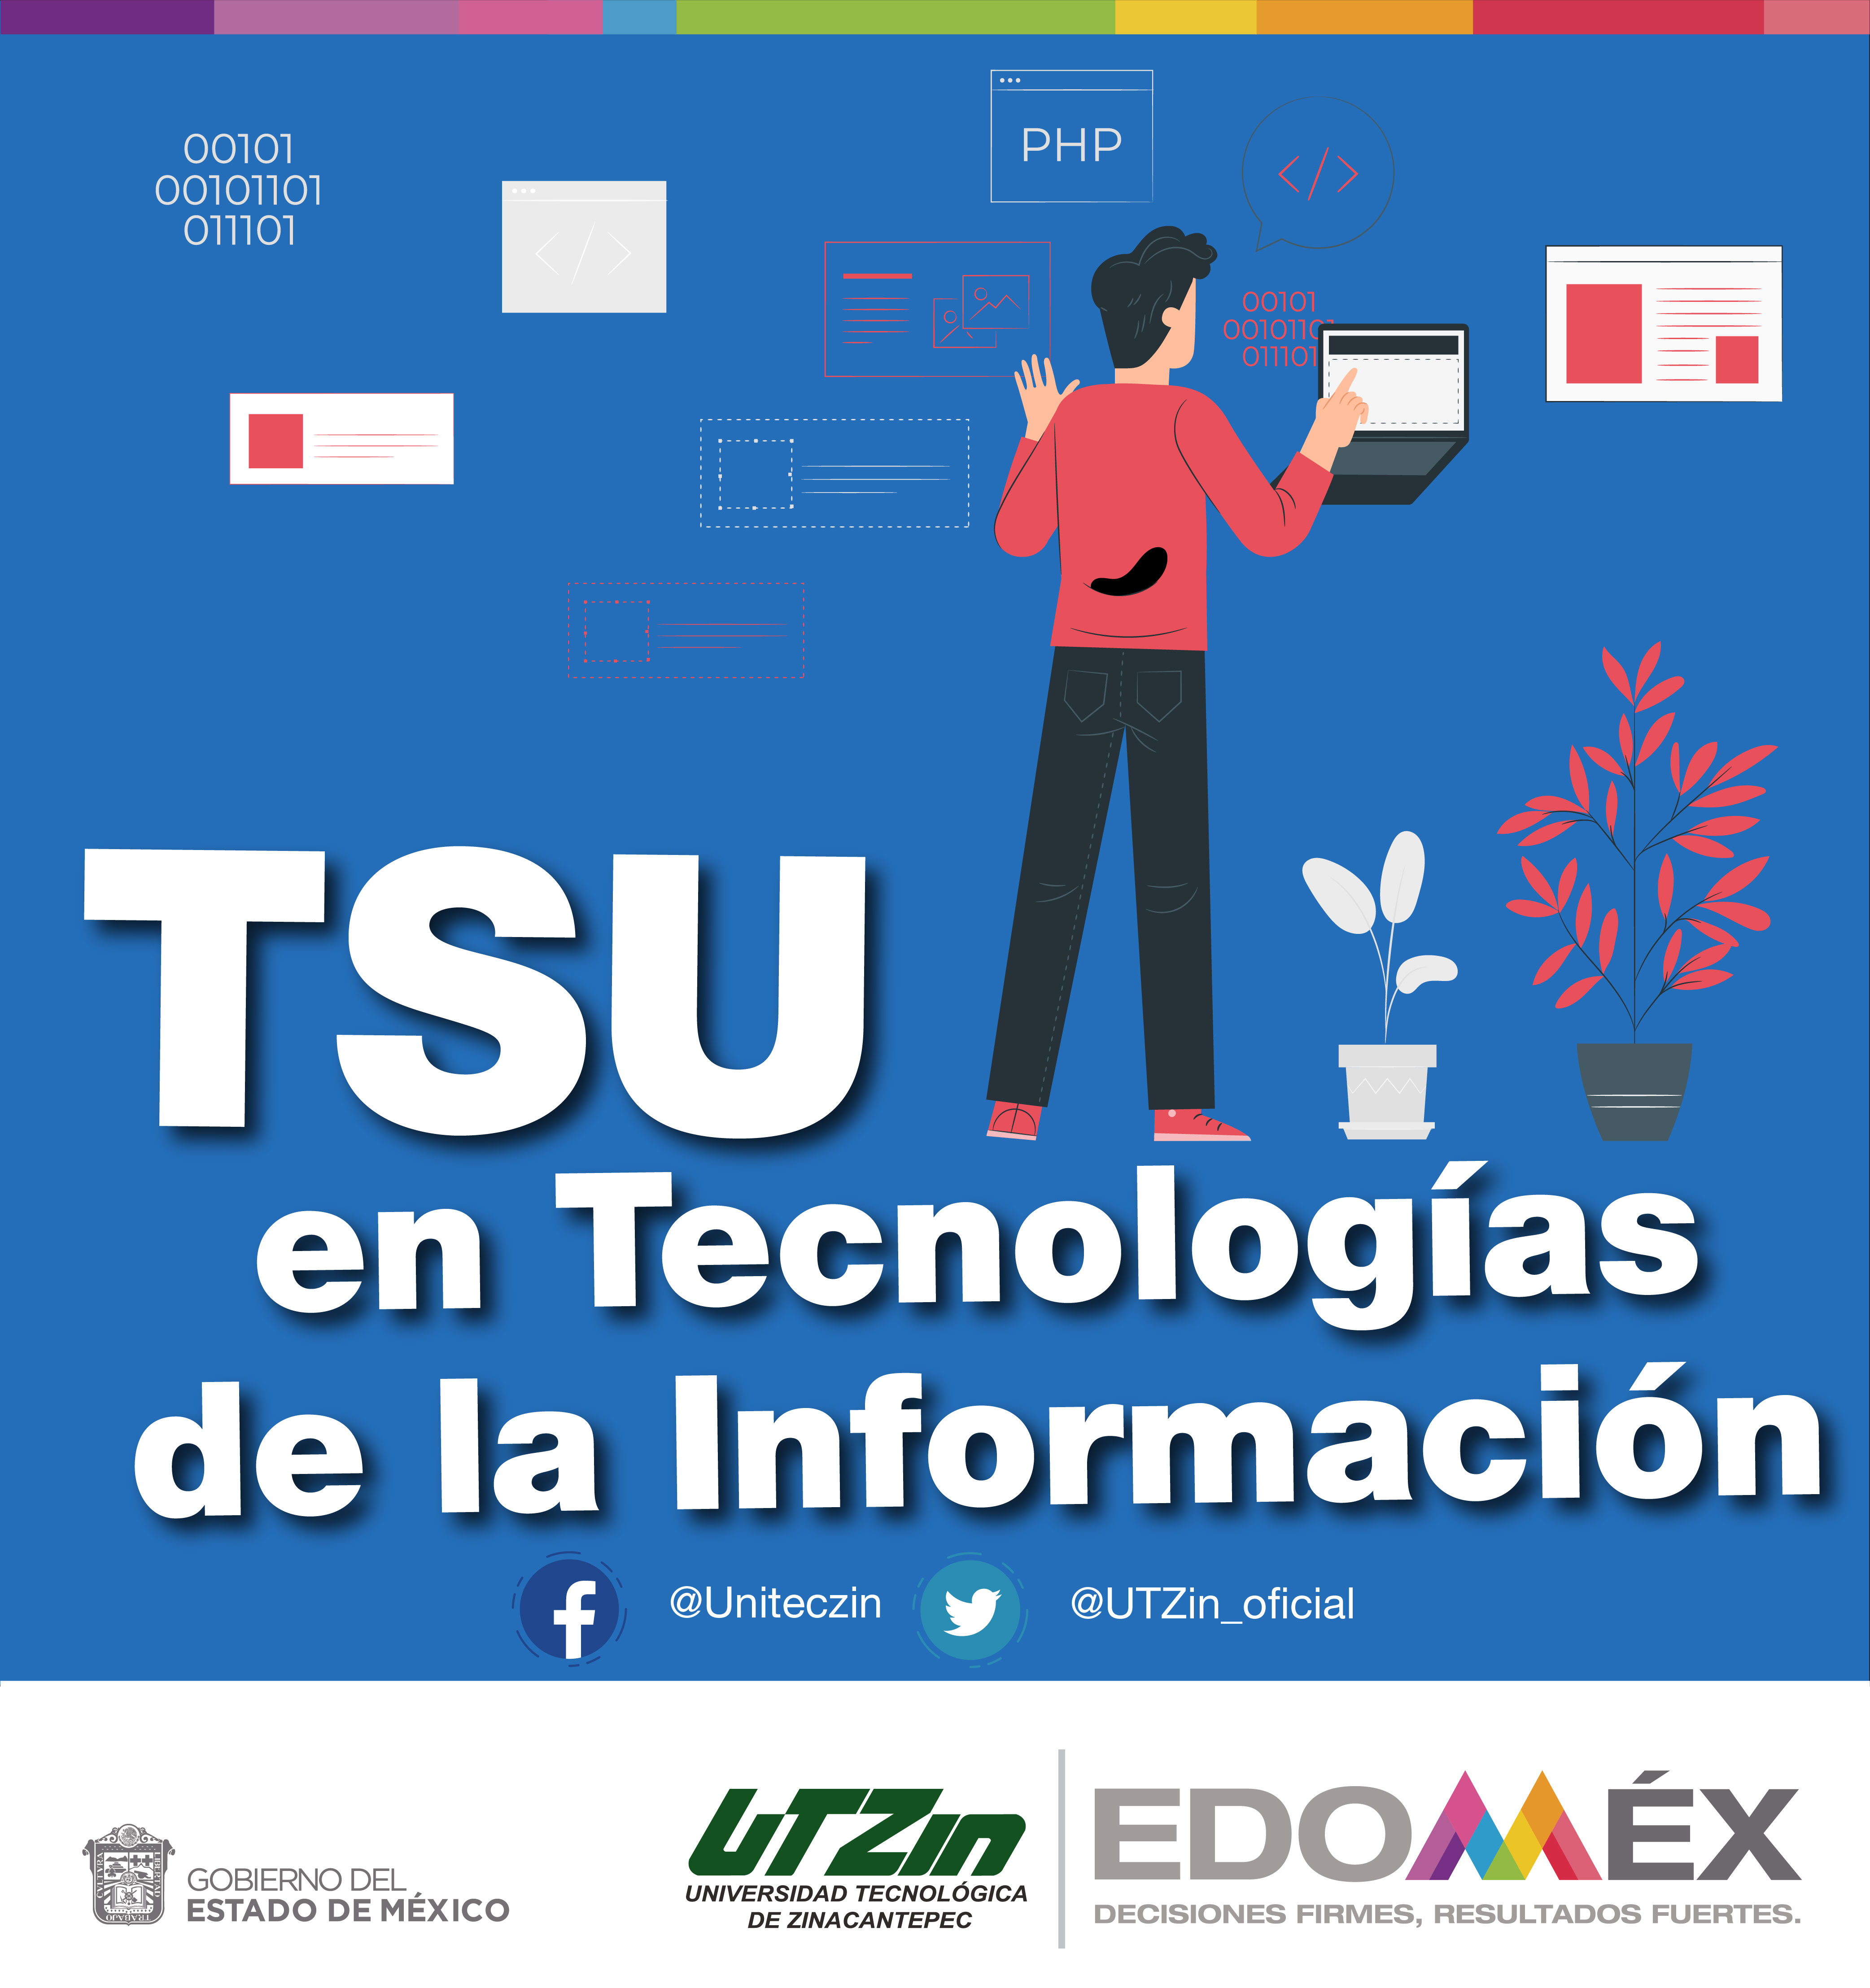 00101
00101101
011101
PHP
</>
</>
00101
0010110
011101
TSU
en Tecnologías
de la Información
@Uniteczin
@UTZin_oficial
GOBIERNO DEL
ESTADO DE MÉXICO
UTZin
UNIVERSIDAD TECNOLÓGICA
DE ZINACANTEPEC
EDOMÉX
DECISIONES FIRMES, RESULTADOS FUERTES.